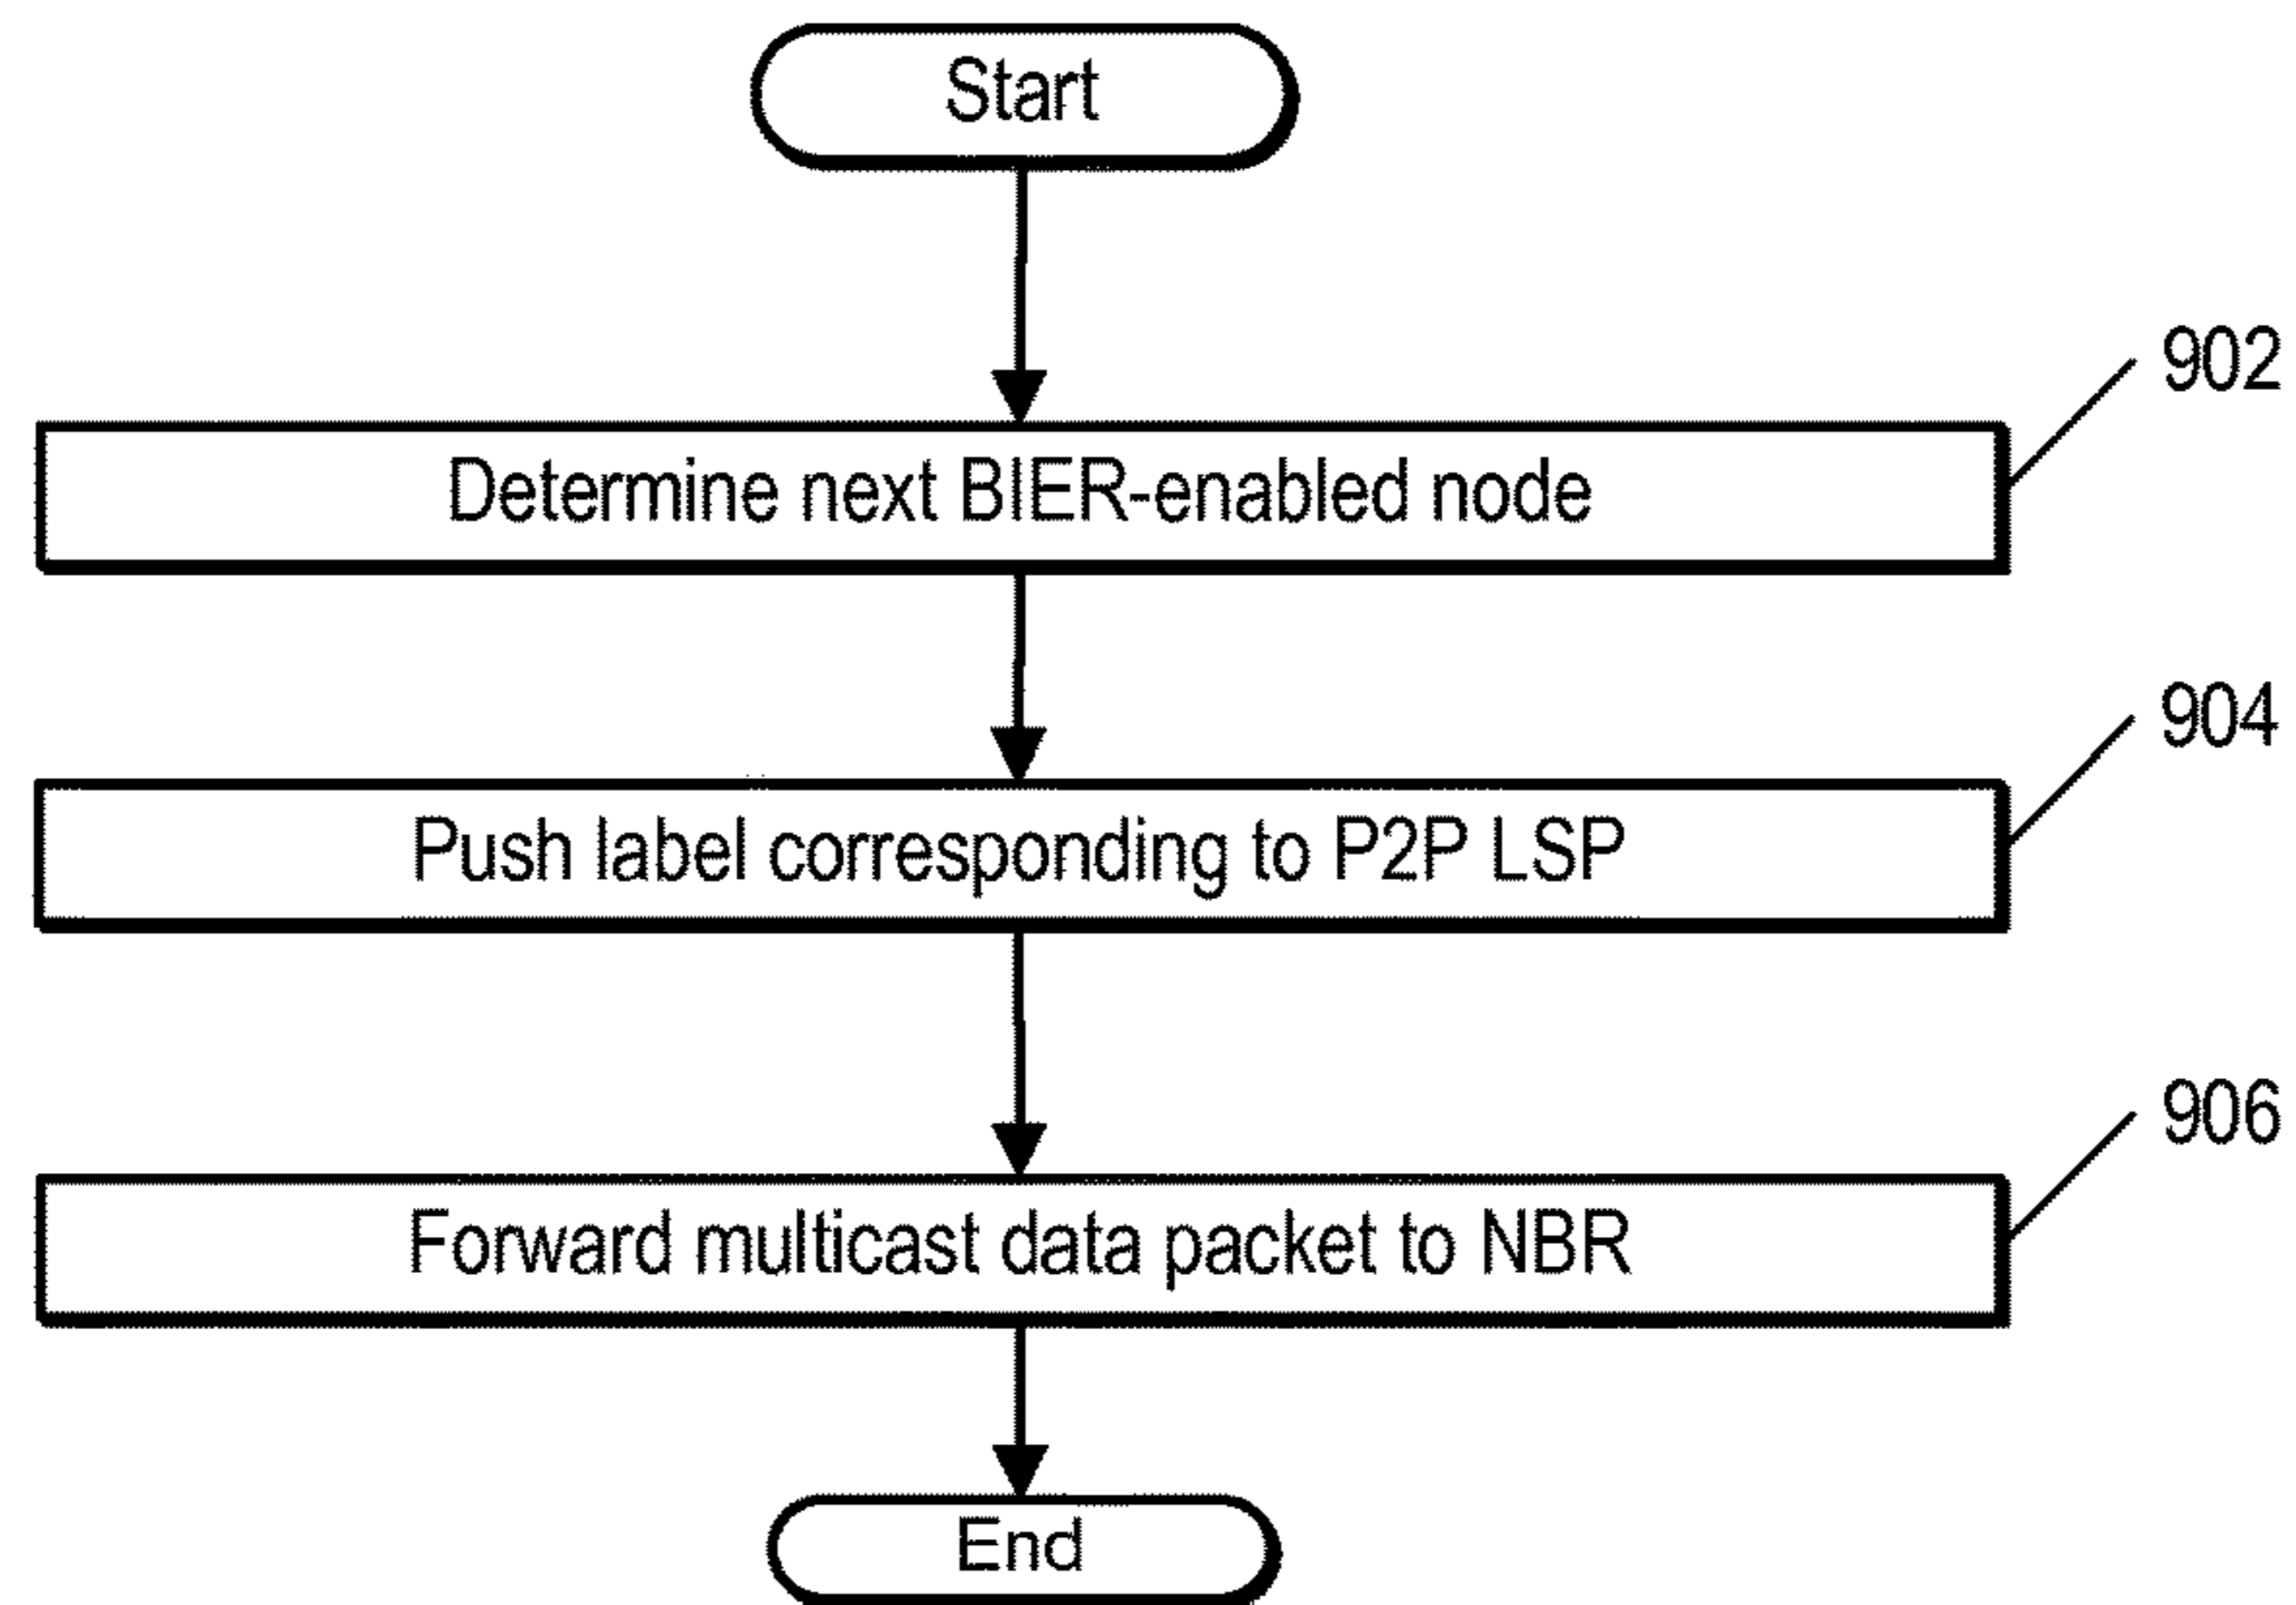 Start
902
Determine next BIER-enabled node
904
Push label corresponding to P2P LSP
906
Forward multicast data packet to NBR
End